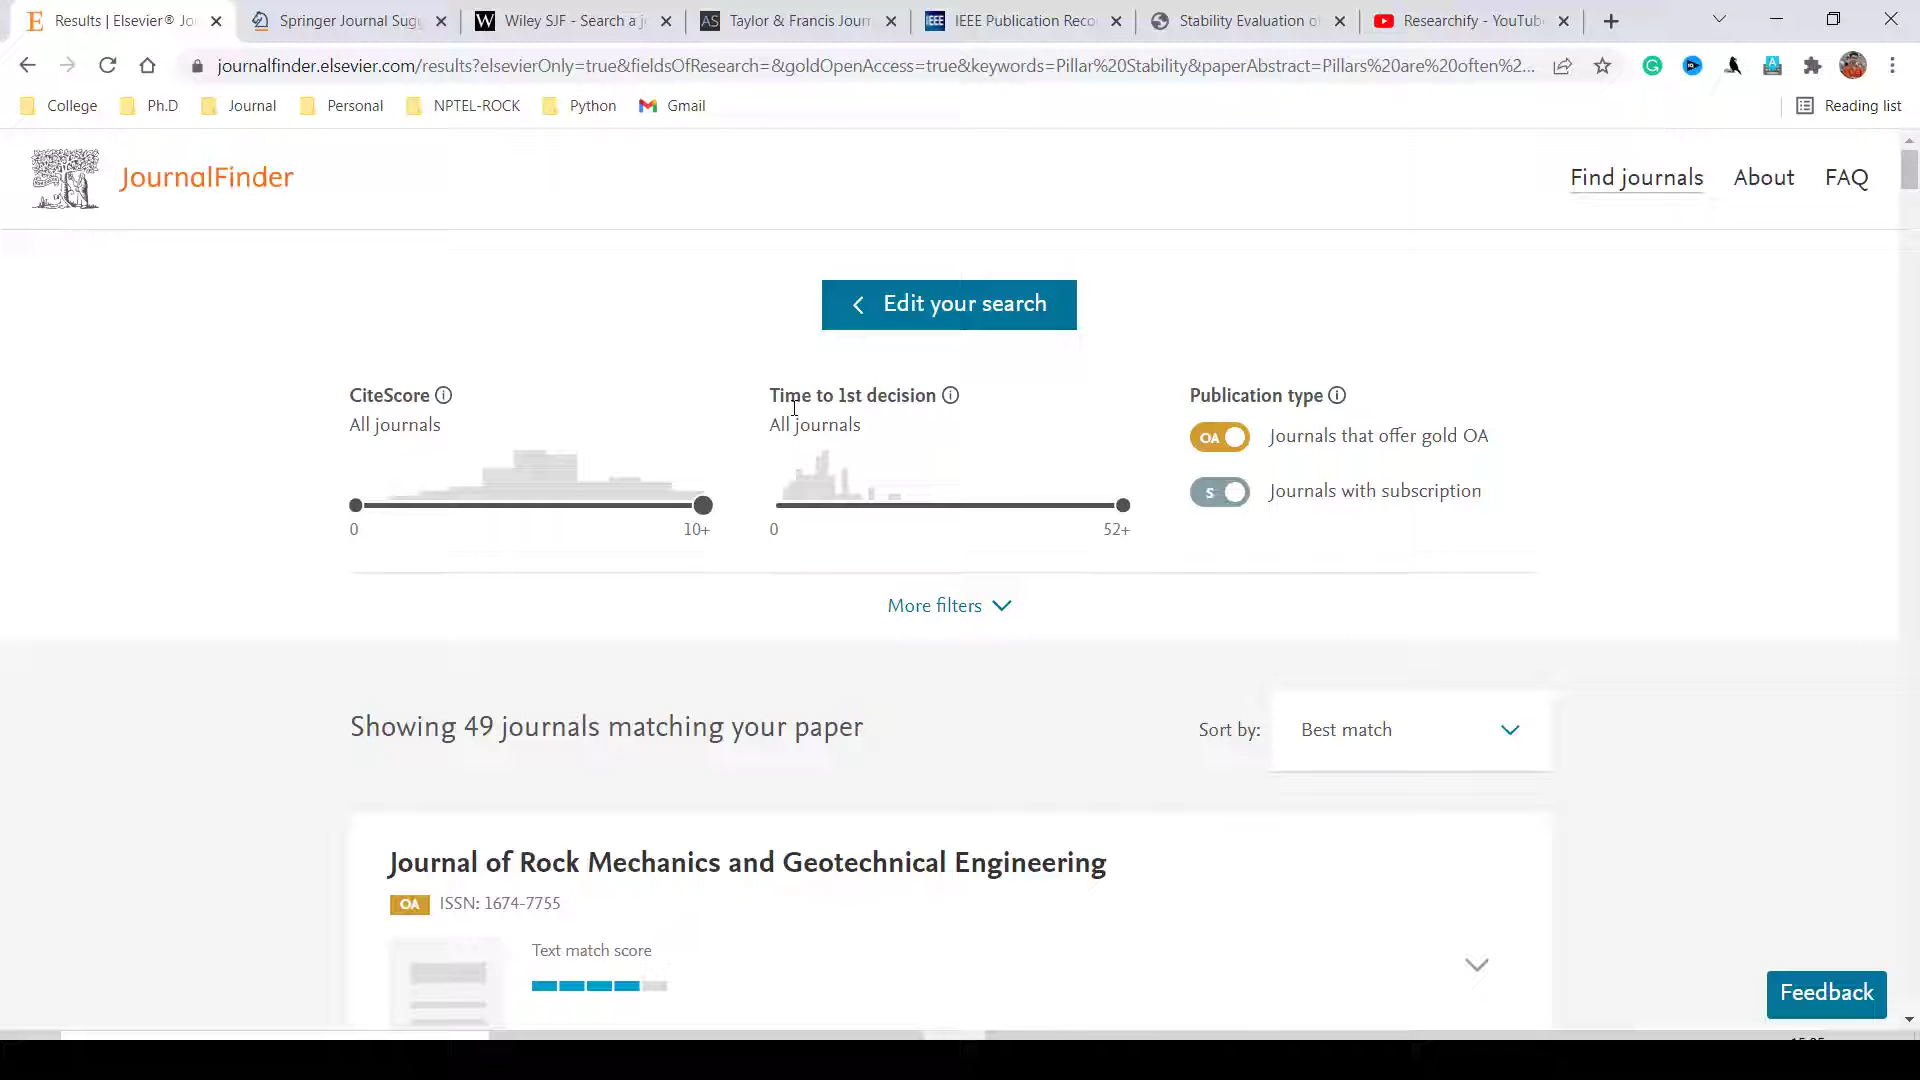 Results | Elsevier® Jo
Springer Journal Sug
Wiley SJF - Search a j
Taylor & Francis Journ
IEEE Publication Reco
Stability Evaluation o
Researchify - YouTub
journalfinder.elsevier.com/results?elsevierOnly=true&fieldsOfResearch=&goldOpenAccess=true&keywords=Pillar%20Stability&paperAbstract=Pillars%20are%20often%2...
College
Ph.D
Journal
Personal
NPTEL-ROCK
Python
Gmail
Reading list
JournalFinder
Find journals
About
FAQ
Edit your search
CiteScore
All journals
0
10+
Time to 1st decision
All journals
0
52+
Publication type
OA
Journals that offer gold OA
S
Journals with subscription
More filters
Showing 49 journals matching your paper
Sort by:
Best match
Journal of Rock Mechanics and Geotechnical Engineering
OA
ISSN: 1674-7755
Text match score
Feedback